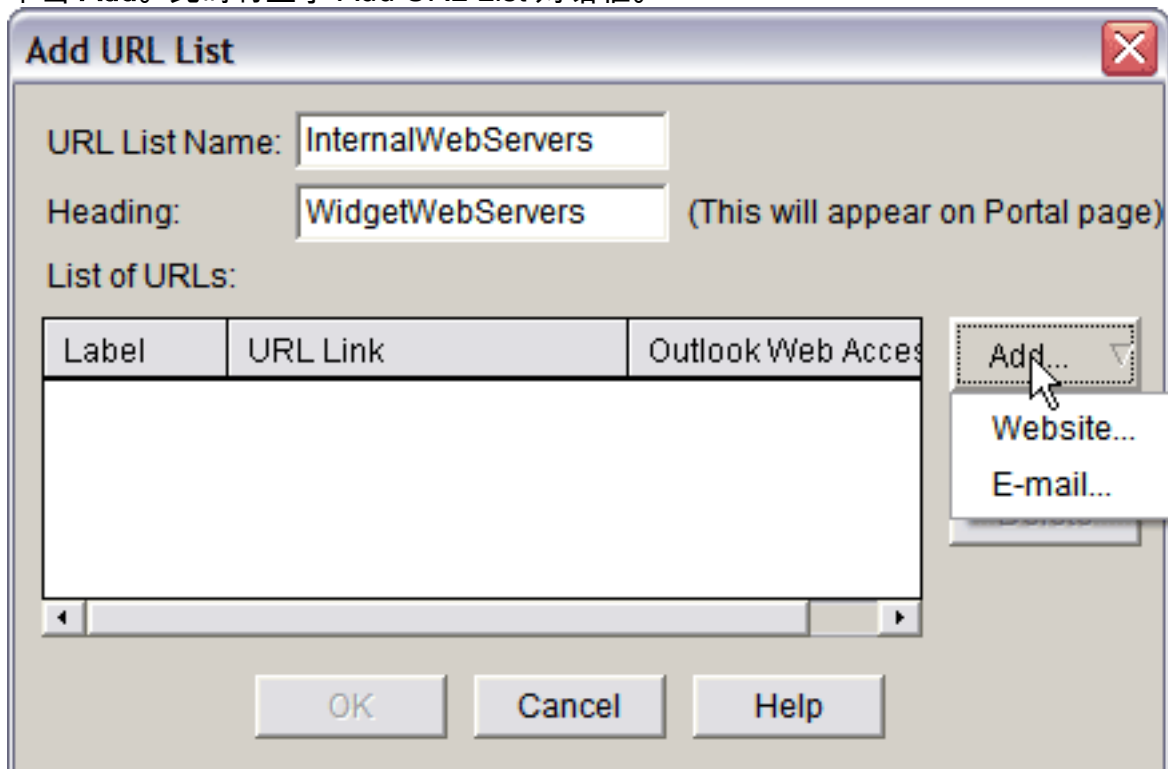 Add URL List
URL List Name: InternalWebServers
Heading: WidgetWebServers (This will appear on Portal page)
List of URLs:
Label URL Link Outlook Web Acces Add...
Website...
E-mail...
OK Cancel Help